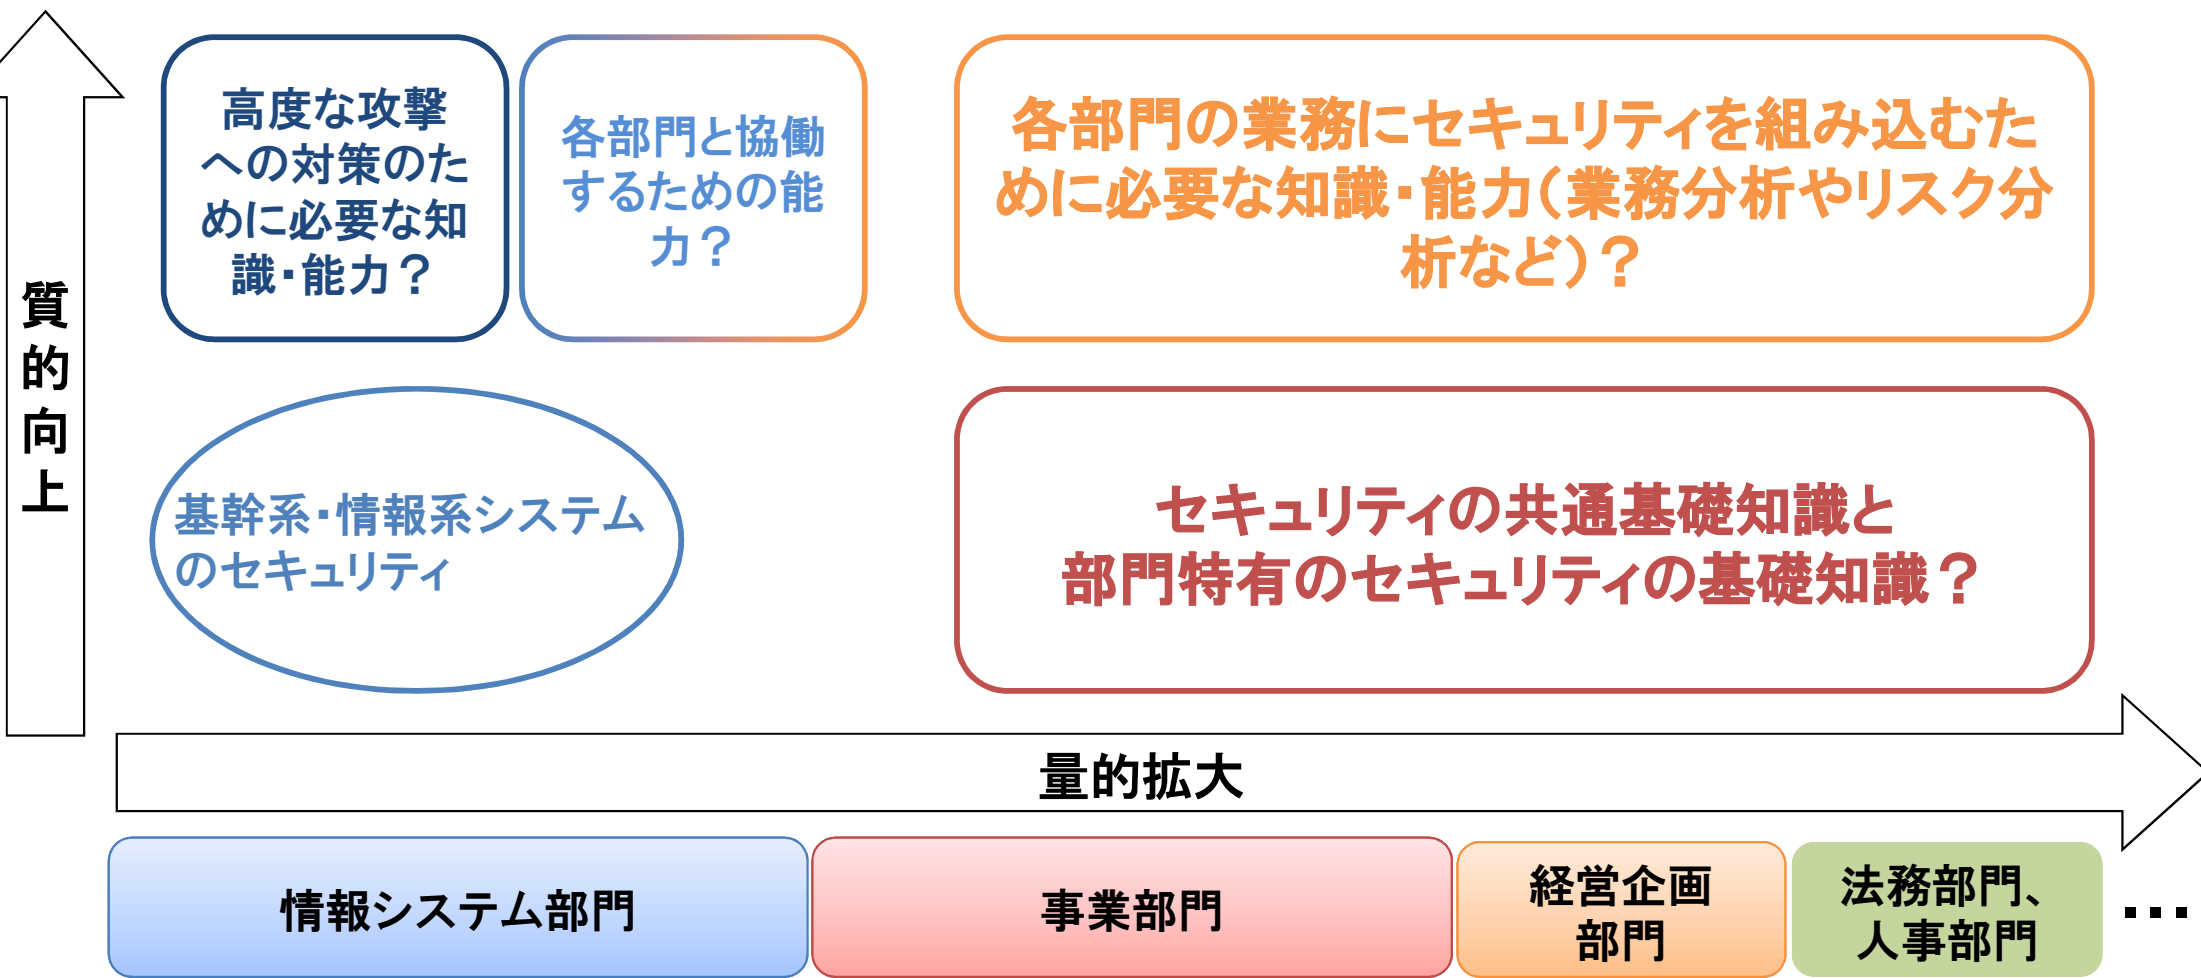 高度な攻撃
への対策のた
めに必要な知
識・能力？
各部門と協働
するための能
力？
各部門の業務にセキュリティを組み込むた
めに必要な知識・能力（業務分析やリスク分
析など）？
質的向上
基幹系・情報系システム
のセキュリティ
セキュリティの共通基礎知識と
部門特有のセキュリティの基礎知識？
量的拡大
情報システム部門
事業部門
経営企画
部門
法務部門、
人事部門
…